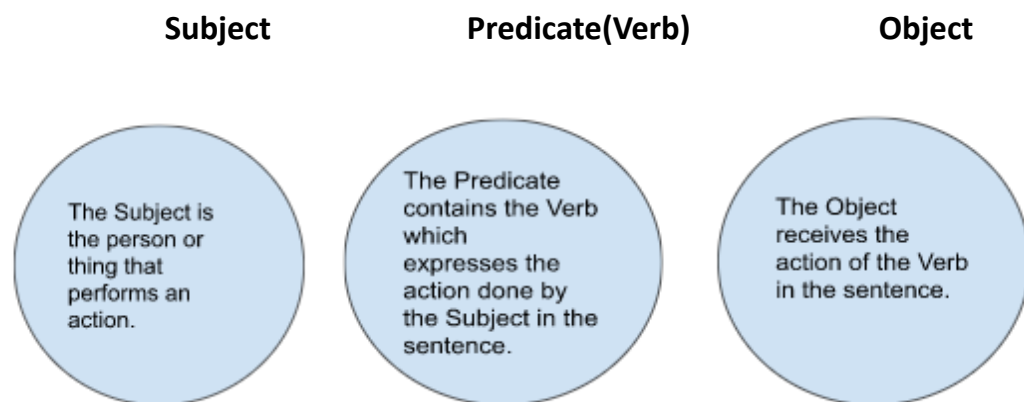 Subject
Predicate(Verb)
Object
The Subject is
the person or
thing that
performs an
action.
The Predicate
contains the Verb
which
expresses the
action done by
the Subject in the
sentence.
The Object
receives the
action of the Verb
in the sentence.